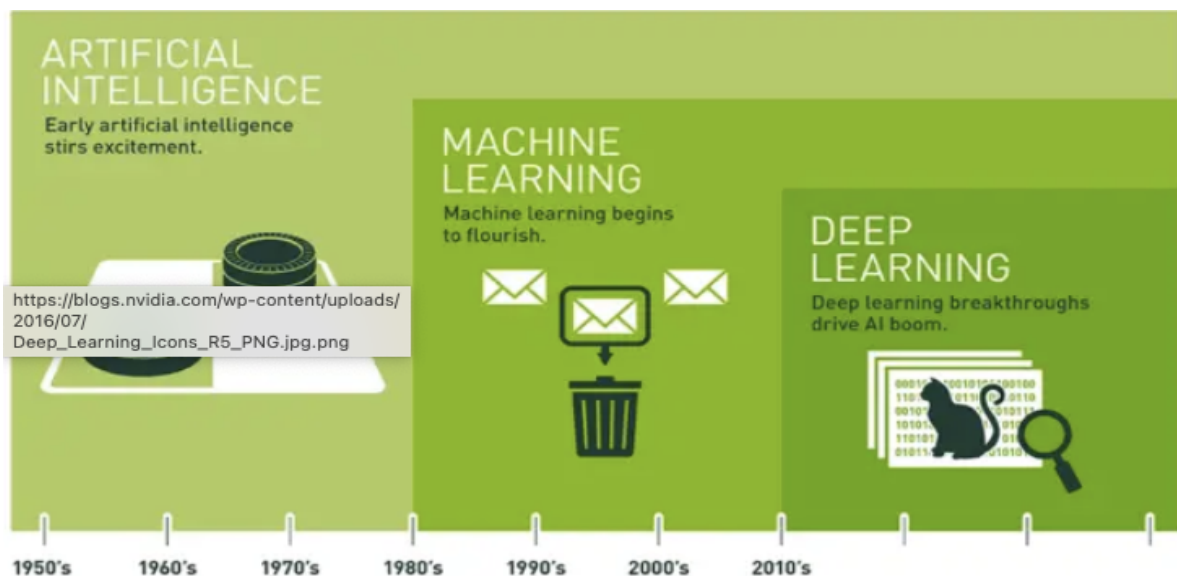 ARTIFICIAL
INTELLIGENCE
Early artificial intelligence
stirs excitement.
MACHINE
LEARNING
Machine learning begins
to flourish.
DEEP
LEARNING
Deep learning breakthroughs
drive AI boom.
https://blogs.nvidia.com/wp-content/uploads/
2016/07/
Deep_Learning_Icons_R5_PNG.jpg.png
1950's 1960's 1970's 1980's 1990's 2000's 2010's